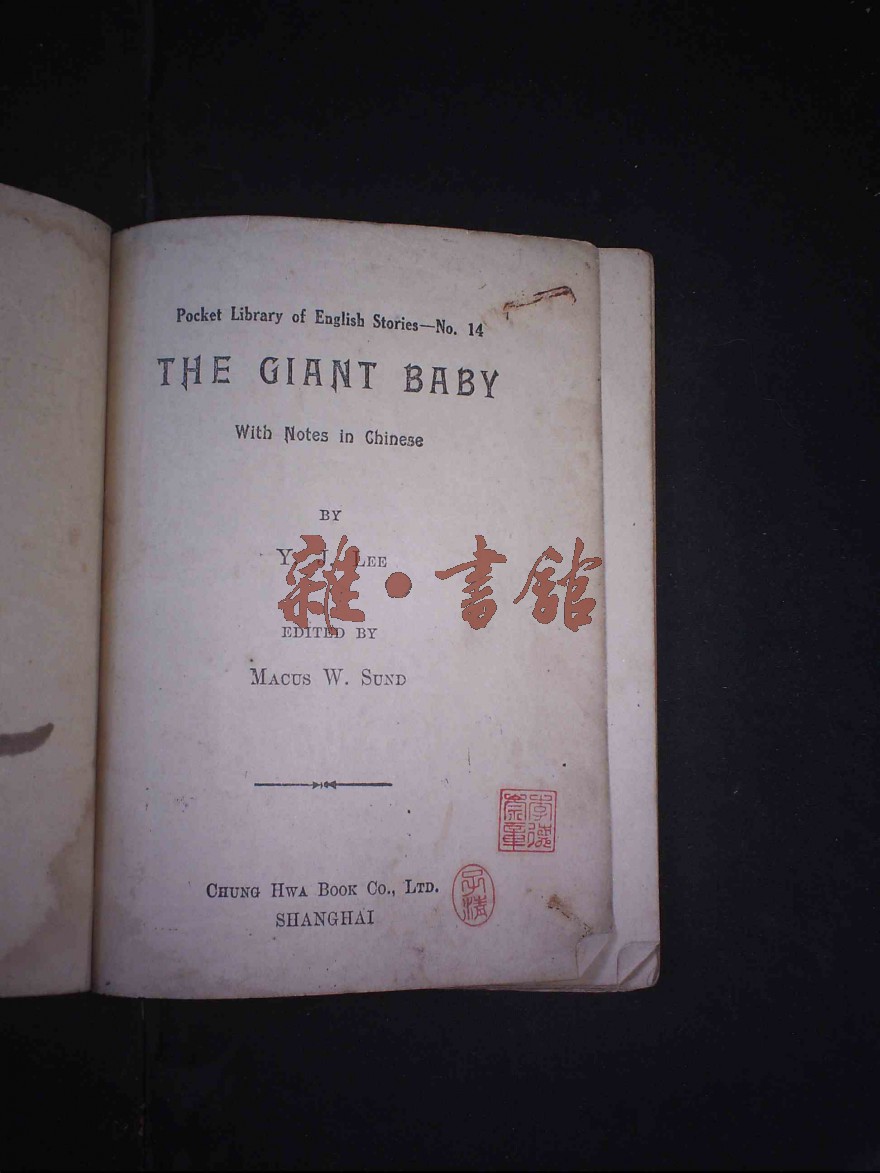 Pocket Library of English Stories—No. 14
THE GIANT BABY
With Notes in Chinese
BY
Y. J. LEE
雜·書館
EDITED BY
MACUS W. SUND
CHUNG HWA BOOK CO., LTD.
SHANGHAI